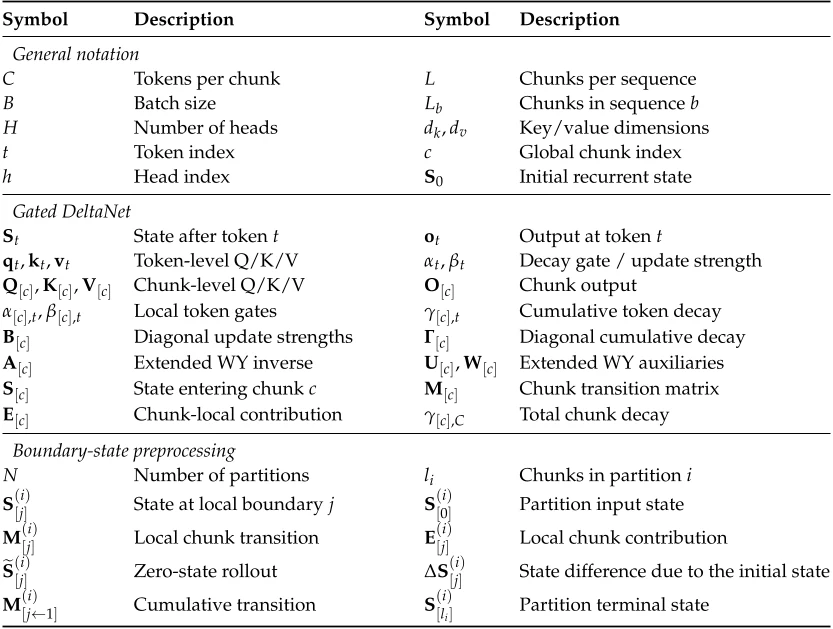 Symbol Description Symbol Description
General notation
C Tokens per chunk L Chunks per sequence
B Batch size L_b Chunks in sequence b
H Number of heads d_k, d_v Key/value dimensions
t Token index c Global chunk index
h Head index S_0 Initial recurrent state
Gated DeltaNet
S_t State after token t o_t Output at token t
q_t, k_t, v_t Token-level Q/K/V α_t, β_t Decay gate / update strength
Q_[c], K_[c], V_[c] Chunk-level Q/K/V O_[c] Chunk output
α_[c],t, β_[c],t Local token gates γ_[c],t Cumulative token decay
B_[c] Diagonal update strengths Γ_[c] Diagonal cumulative decay
A_[c] Extended WY inverse U_[c], W_[c] Extended WY auxiliaries
S_[c] State entering chunk c M_[c] Chunk transition matrix
E_[c] Chunk-local contribution γ_[c],C Total chunk decay
Boundary-state preprocessing
N Number of partitions l_i Chunks in partition i
S_[j]^(i) State at local boundary j S_[0]^(i) Partition input state
M_[j]^(i) Local chunk transition E_[j]^(i) Local chunk contribution
S̃_[j]^(i) Zero-state rollout ΔS_[j]^(i) State difference due to the initial state
M_[j←1]^(i) Cumulative transition S_[l_i]^(i) Partition terminal state